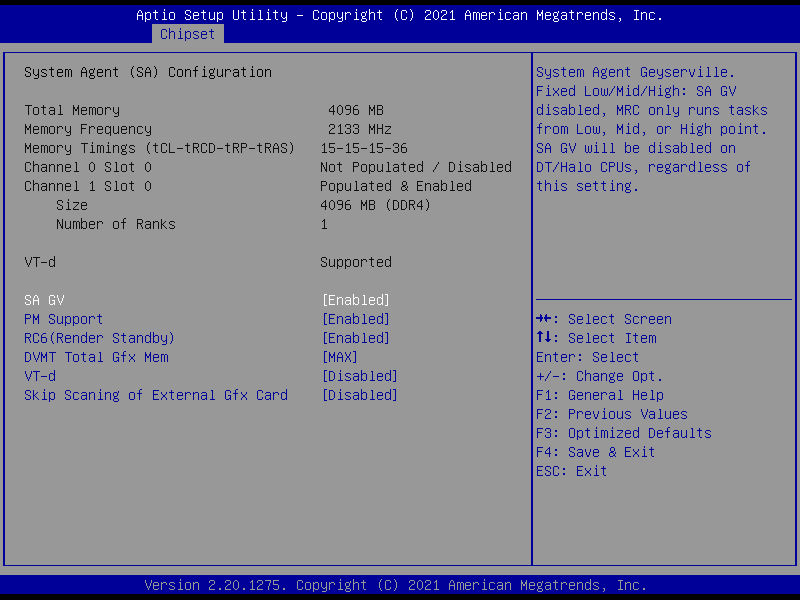 Aptio Setup Utility – Copyright (C) 2021 American Megatrends, Inc.
Chipset
System Agent (SA) Configuration
Total Memory 4096 MB
Memory Frequency 2133 MHz
Memory Timings (tCL-tRCD-tRP-tRAS) 15-15-15-36
Channel 0 Slot 0 Not Populated / Disabled
Channel 1 Slot 0 Populated & Enabled
Size 4096 MB (DDR4)
Number of Ranks 1
VT-d Supported
SA GV [Enabled]
PM Support [Enabled]
RC6(Render Standby) [Enabled]
DVMT Total Gfx Mem [MAX]
VT-d [Disabled]
Skip Scaning of External Gfx Card [Disabled]
System Agent Geyserville.
Fixed Low/Mid/High: SA GV
disabled, MRC only runs tasks
from Low, Mid, or High point.
SA GV will be disabled on
DT/Halo CPUs, regardless of
this setting.
→←: Select Screen
↑↓: Select Item
Enter: Select
+/-: Change Opt.
F1: General Help
F2: Previous Values
F3: Optimized Defaults
F4: Save & Exit
ESC: Exit
Version 2.20.1275. Copyright (C) 2021 American Megatrends, Inc.